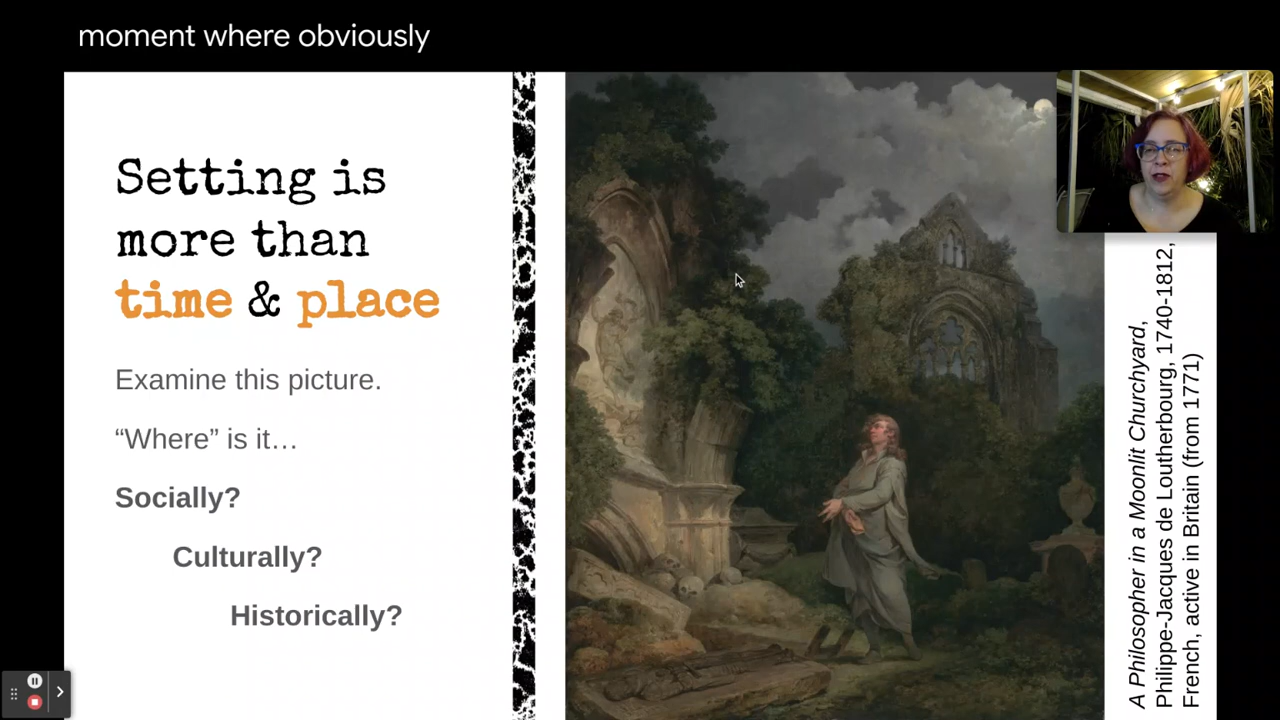 moment where obviously
Setting is
more than
time & place
Examine this picture.
“Where” is it…
Socially?
Culturally?
Historically?
A Philosopher in a Moonlit Churchyard,
Philippe-Jacques de Loutherbourg, 1740-1812,
French, active in Britain (from 1771)